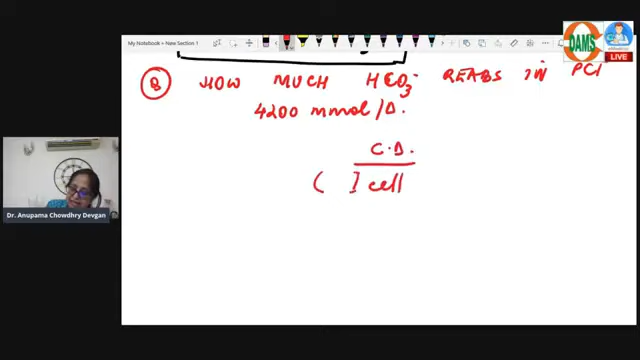 My Notebook > New Section 1
DAMS
LIVE
B HOW MUCH HCO3- REABS IN PCT
4200 mmol/D.
C.D.
( ] cell
Dr. Anupama Chowdhry Devgan